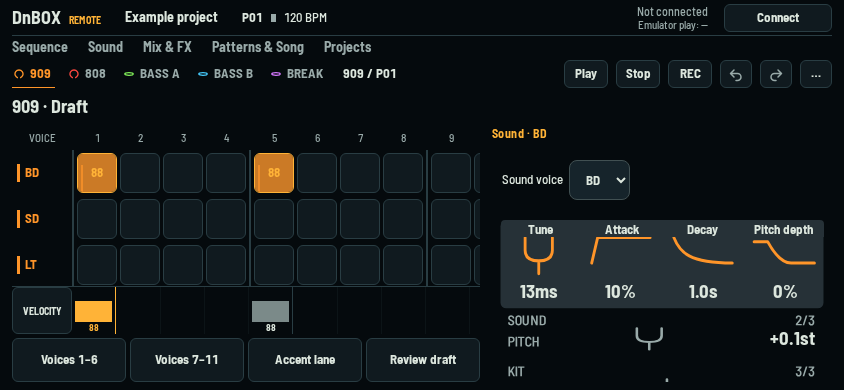 DnBOX REMOTE Example project P01 120 BPM Not connected
Emulator play: — Connect
Sequence Sound Mix & FX Patterns & Song Projects
909 808 BASS A BASS B BREAK 909 / P01 Play Stop REC ...
909 · Draft
VOICE 1 2 3 4 5 6 7 8 9
Sound · BD
BD 88 88
Sound voice BD
SD
Tune Attack Decay Pitch depth
LT
13ms 10% 1.0s 0%
VELOCITY 88 88
SOUND 2/3
PITCH +0.1st
Voices 1-6 Voices 7-11 Accent lane Review draft
KIT 3/3